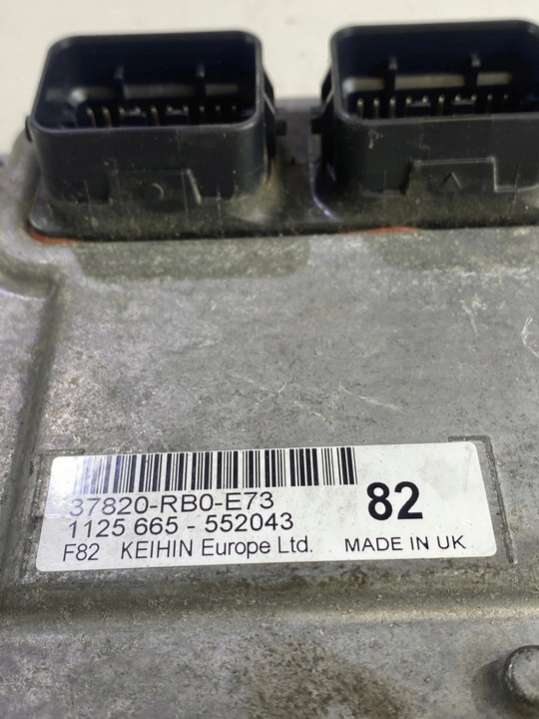 37820-RB0-E73
1125 665 - 552043
82
F82 KEIHIN Europe Ltd. MADE IN UK